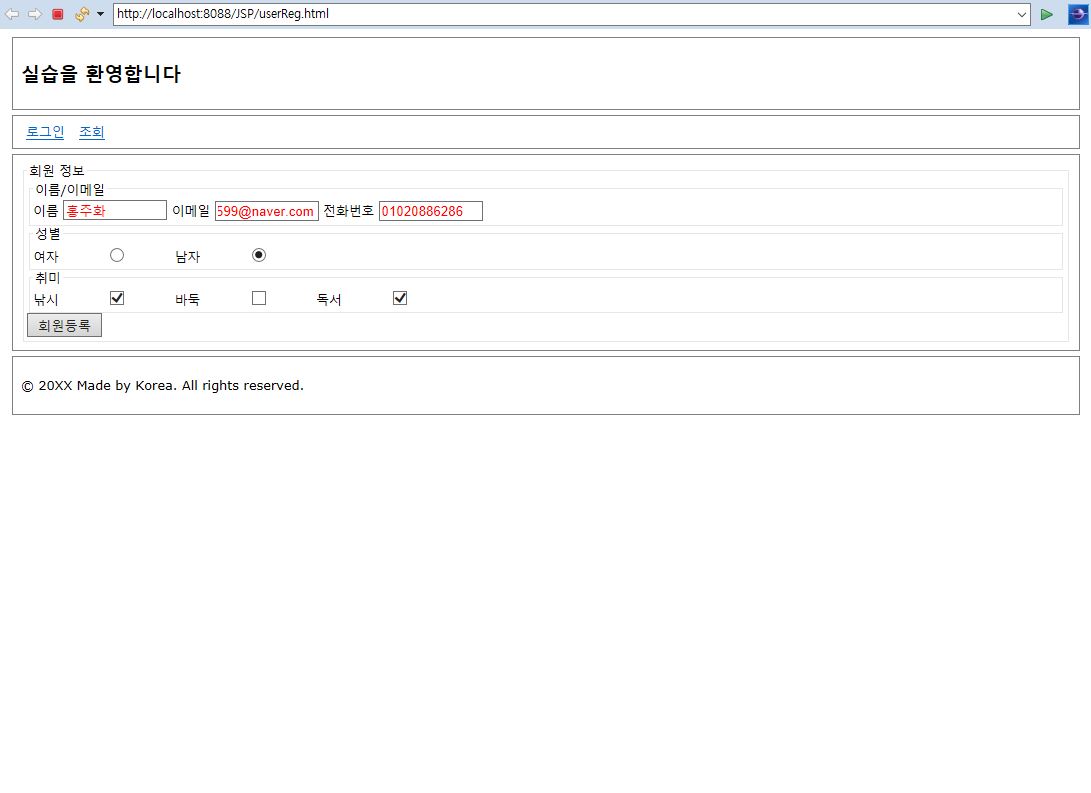 http://localhost:8088/JSP/userReg.html
실습을 환영합니다
로그인 조회
회원 정보
이름/이메일
이름 홍주화 이메일 599@naver.com 전화번호 01020886286
성별
여자 남자
취미
낚시 바둑 독서
회원등록
© 20XX Made by Korea. All rights reserved.